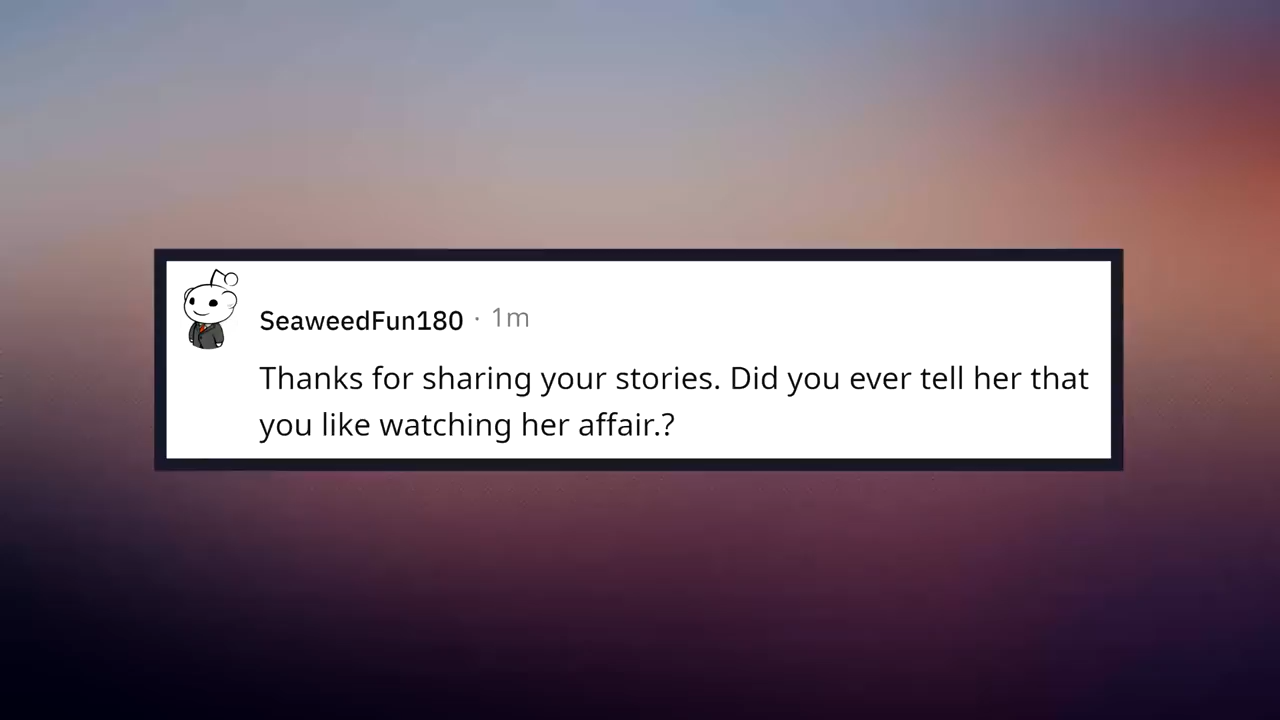 SeaweedFun180 · 1m
Thanks for sharing your stories. Did you ever tell her that
you like watching her affair.?